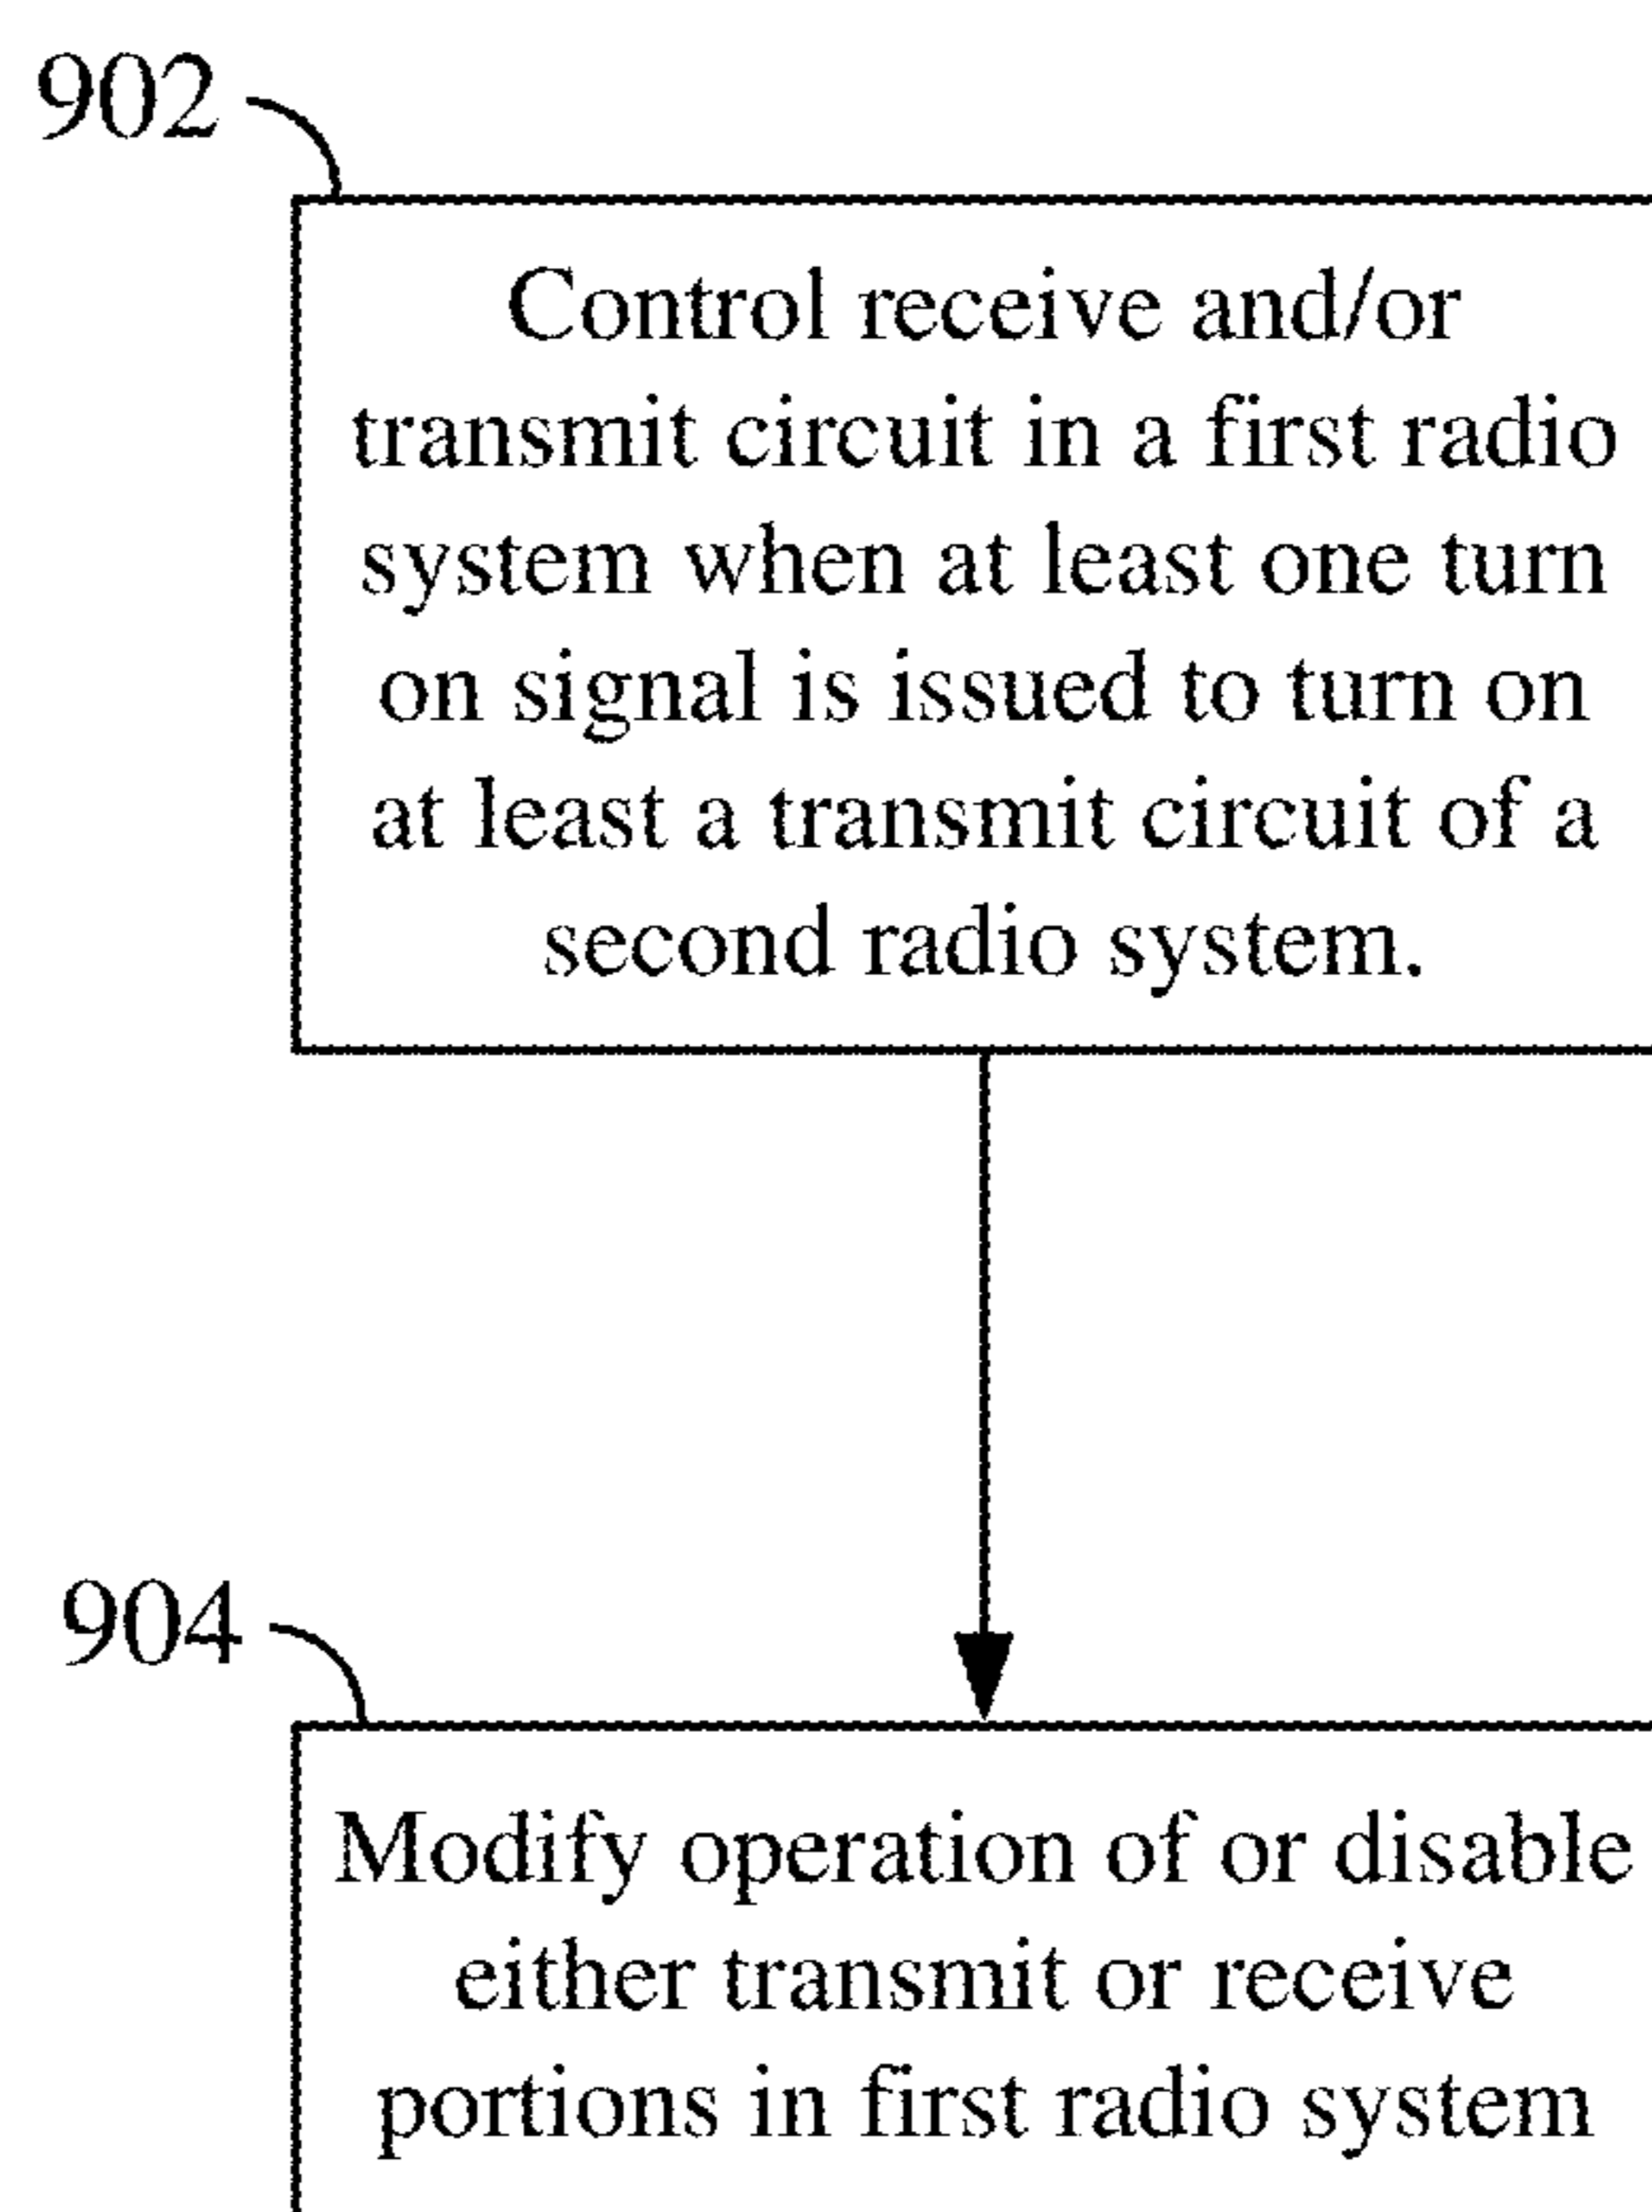 902
Control receive and/or
transmit circuit in a first radio
system when at least one turn
on signal is issued to turn on
at least a transmit circuit of a
second radio system.
904
Modify operation of or disable
either transmit or receive
portions in first radio system